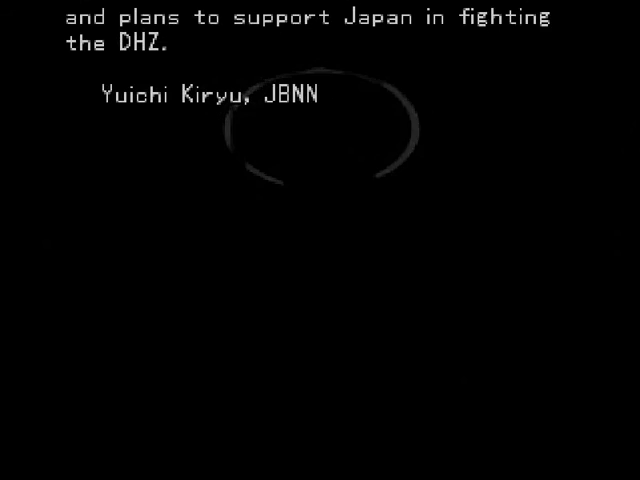 and plans to support Japan in fighting
the DHZ.
Yuichi Kiryu, JBNN